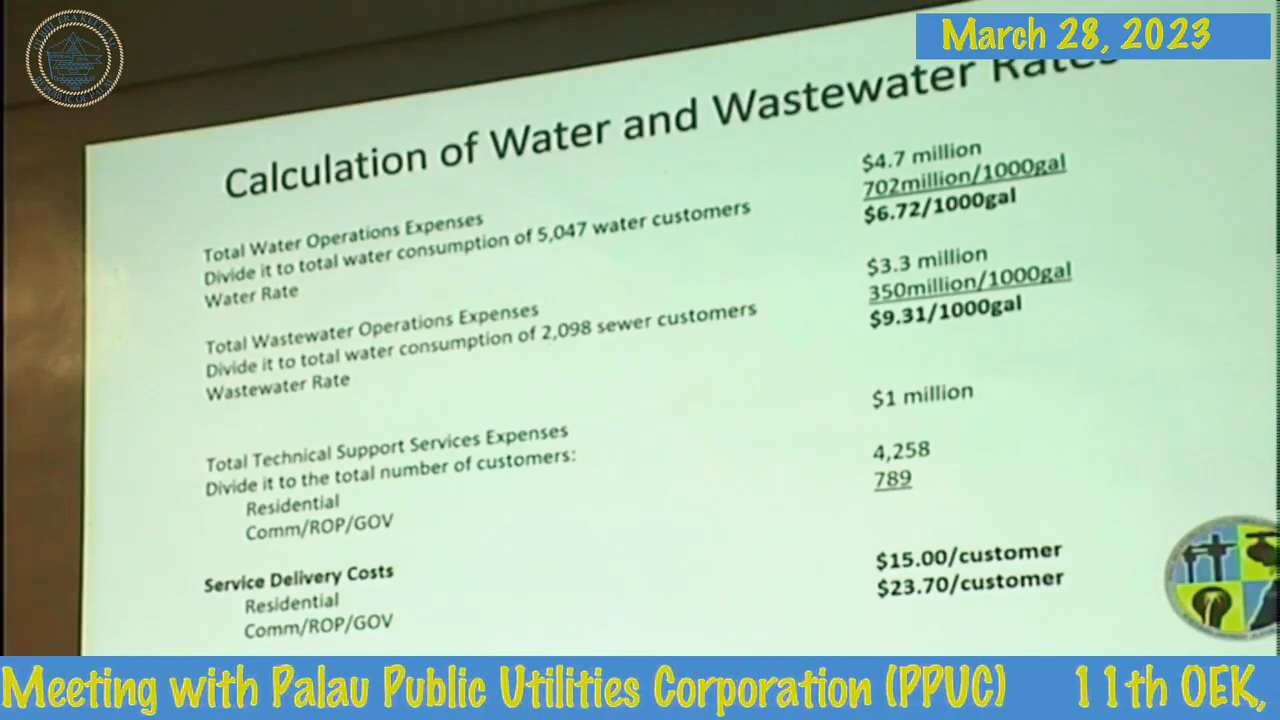 March 28, 2023
Calculation of Water and Wastewater Rates
Total Water Operations Expenses $4.7 million
Divide it to total water consumption of 5,047 water customers 702million/1000gal
Water Rate $6.72/1000gal
Total Wastewater Operations Expenses $3.3 million
Divide it to total water consumption of 2,098 sewer customers 350million/1000gal
Wastewater Rate $9.31/1000gal
Total Technical Support Services Expenses $1 million
Divide it to the total number of customers:
Residential 4,258
Comm/ROP/GOV 789
Service Delivery Costs
Residential $15.00/customer
Comm/ROP/GOV $23.70/customer
Meeting with Palau Public Utilities Corporation (PPUC) 11th OEK,